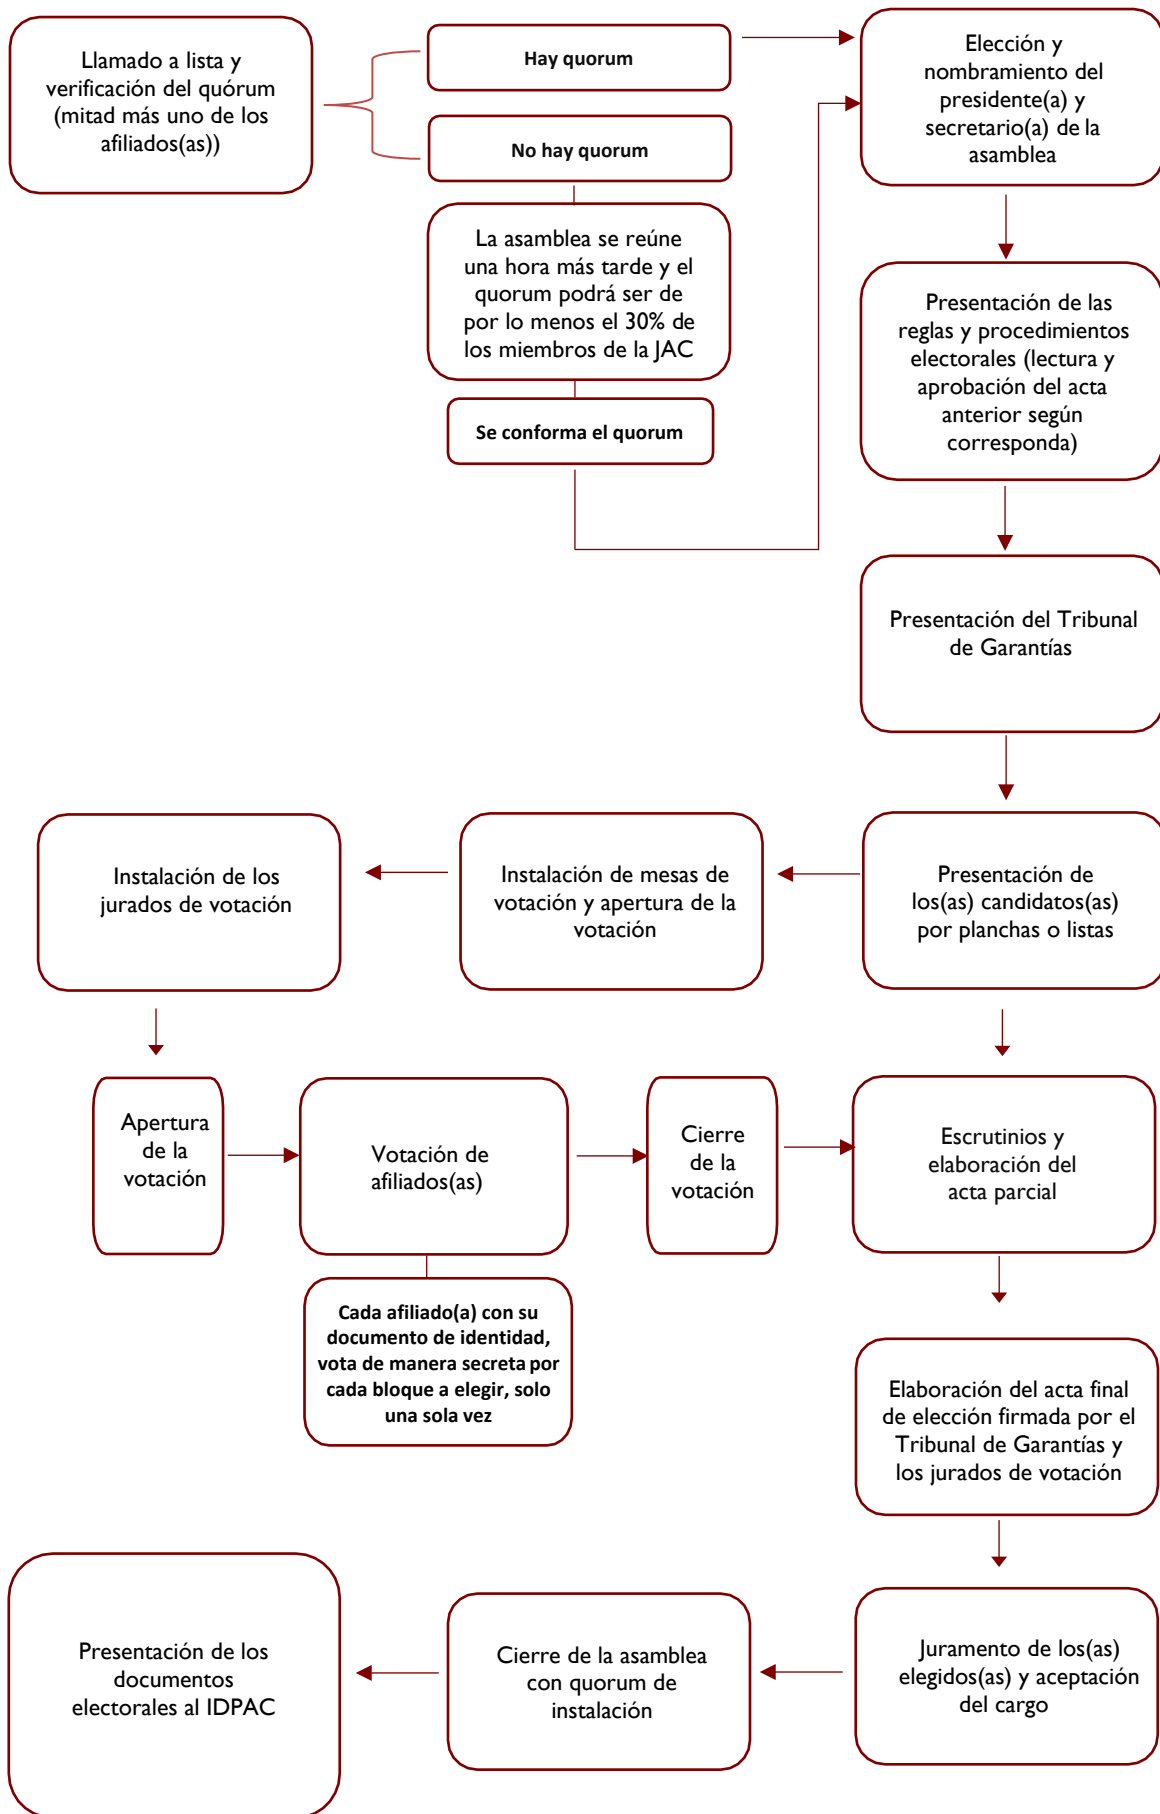 Llamado a lista y
verificación del quórum
(mitad más uno de los
afiliados(as))
Hay quorum
No hay quorum
La asamblea se reúne
una hora más tarde y el
quorum podrá ser de
por lo menos el 30% de
los miembros de la JAC
Se conforma el quorum
Elección y
nombramiento del
presidente(a) y
secretario(a) de la
asamblea
Presentación de las
reglas y procedimientos
electorales (lectura y
aprobación del acta
anterior según
corresponda)
Presentación del Tribunal
de Garantías
Presentación de
los(as) candidatos(as)
por planchas o listas
Instalación de mesas de
votación y apertura de la
votación
Instalación de los
jurados de votación
Apertura
de la
votación
Votación de
afiliados(as)
Cada afiliado(a) con su
documento de identidad,
vota de manera secreta por
cada bloque a elegir, solo
una sola vez
Cierre
de la
votación
Escrutinios y
elaboración del
acta parcial
Elaboración del acta final
de elección firmada por el
Tribunal de Garantías y
los jurados de votación
Juramento de los(as)
elegidos(as) y aceptación
del cargo
Cierre de la asamblea
con quorum de
instalación
Presentación de los
documentos
electorales al IDPAC